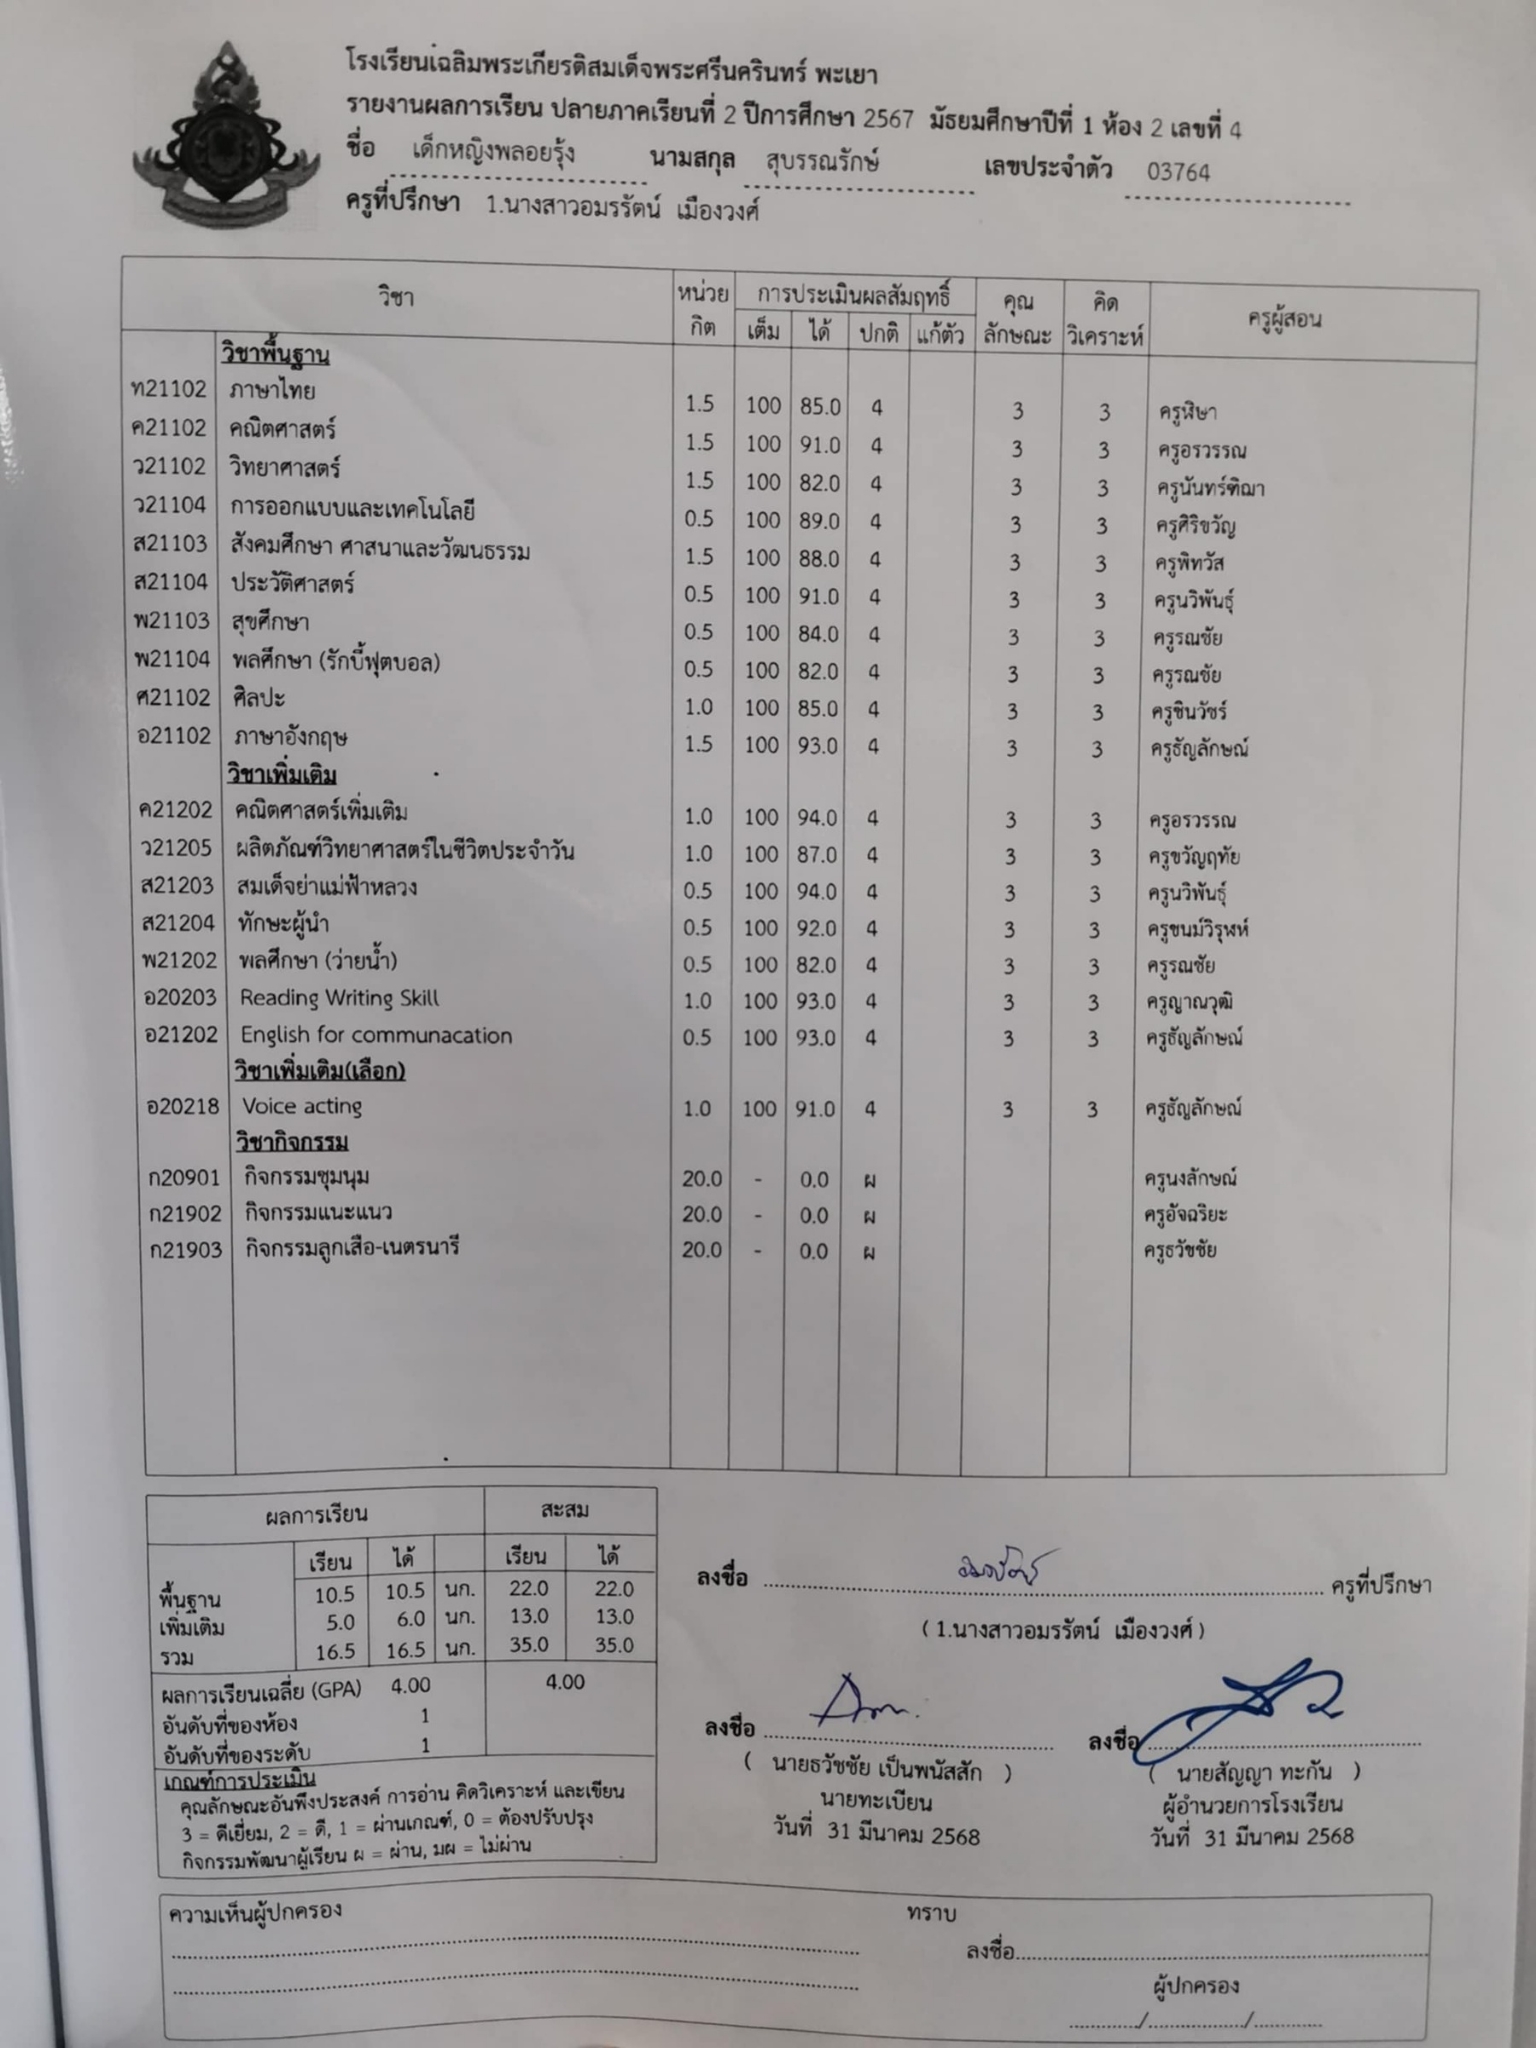 โรงเรียนเฉลิมพระเกียรติสมเด็จพระศรีนครินทร์ พะเยา
รายงานผลการเรียน ปลายภาคเรียนที่ 2 ปีการศึกษา 2567 มัธยมศึกษาปีที่ 1 ห้อง 2 เลขที่ 4
ชื่อ เด็กหญิงพลอยรุ้ง นามสกุล สุบรรณรักษ์ เลขประจำตัว 03764
ครูที่ปรึกษา 1.นางสาวอมรรัตน์ เมืองวงศ์
วิชา หน่วยกิต การประเมินผลสัมฤทธิ์ คุณลักษณะ คิดวิเคราะห์ ครูผู้สอน
เต็ม ได้ ปกติ แก้ตัว
วิชาพื้นฐาน
ท21102 ภาษาไทย 1.5 100 85.0 4 3 3 ครูฬิษา
ค21102 คณิตศาสตร์ 1.5 100 91.0 4 3 3 ครูอรวรรณ
ว21102 วิทยาศาสตร์ 1.5 100 82.0 4 3 3 ครูนันทร์ฑิฌา
ว21104 การออกแบบและเทคโนโลยี 0.5 100 89.0 4 3 3 ครูศิริขวัญ
ส21103 สังคมศึกษา ศาสนาและวัฒนธรรม 1.5 100 88.0 4 3 3 ครูพิทวัส
ส21104 ประวัติศาสตร์ 0.5 100 91.0 4 3 3 ครูนวิพันธุ์
พ21103 สุขศึกษา 0.5 100 84.0 4 3 3 ครูรณชัย
พ21104 พลศึกษา (รักบี้ฟุตบอล) 0.5 100 82.0 4 3 3 ครูรณชัย
ศ21102 ศิลปะ 1.0 100 85.0 4 3 3 ครูชินวัชร์
อ21102 ภาษาอังกฤษ 1.5 100 93.0 4 3 3 ครูธัญลักษณ์
วิชาเพิ่มเติม
ค21202 คณิตศาสตร์เพิ่มเติม 1.0 100 94.0 4 3 3 ครูอรวรรณ
ว21205 ผลิตภัณฑ์วิทยาศาสตร์ในชีวิตประจำวัน 1.0 100 87.0 4 3 3 ครูขวัญฤทัย
ส21203 สมเด็จย่าแม่ฟ้าหลวง 0.5 100 94.0 4 3 3 ครูนวิพันธุ์
ส21204 ทักษะผู้นำ 0.5 100 92.0 4 3 3 ครูชนม์วิรุฬห์
พ21202 พลศึกษา (ว่ายน้ำ) 0.5 100 82.0 4 3 3 ครูรณชัย
อ20203 Reading Writing Skill 1.0 100 93.0 4 3 3 ครูญาณวุฒิ
อ21202 English for communacation 0.5 100 93.0 4 3 3 ครูธัญลักษณ์
วิชาเพิ่มเติม(เลือก)
อ20218 Voice acting 1.0 100 91.0 4 3 3 ครูธัญลักษณ์
วิชากิจกรรม
ก20901 กิจกรรมชุมนุม 20.0 - 0.0 ผ ครูนงลักษณ์
ก21902 กิจกรรมแนะแนว 20.0 - 0.0 ผ ครูอัจฉริยะ
ก21903 กิจกรรมลูกเสือ-เนตรนารี 20.0 - 0.0 ผ ครูธวัชชัย
ผลการเรียน สะสม
เรียน ได้ เรียน ได้
พื้นฐาน 10.5 10.5 นก. 22.0 22.0
เพิ่มเติม 5.0 6.0 นก. 13.0 13.0
รวม 16.5 16.5 นก. 35.0 35.0
ผลการเรียนเฉลี่ย (GPA) 4.00 4.00
อันดับที่ของห้อง 1
อันดับที่ของระดับ 1
เกณฑ์การประเมิน
คุณลักษณะอันพึงประสงค์ การอ่าน คิดวิเคราะห์ และเขียน
3 = ดีเยี่ยม, 2 = ดี, 1 = ผ่านเกณฑ์, 0 = ต้องปรับปรุง
กิจกรรมพัฒนาผู้เรียน ผ = ผ่าน, มผ = ไม่ผ่าน
ลงชื่อ อมรรัตน์ ครูที่ปรึกษา
(1.นางสาวอมรรัตน์ เมืองวงศ์)
ลงชื่อ ลงชื่อ
( นายธวัชชัย เป็นพนัสสัก ) ( นายสัญญา ทะกัน )
นายทะเบียน ผู้อำนวยการโรงเรียน
วันที่ 31 มีนาคม 2568 วันที่ 31 มีนาคม 2568
ความเห็นผู้ปกครอง ทราบ
ลงชื่อ
ผู้ปกครอง